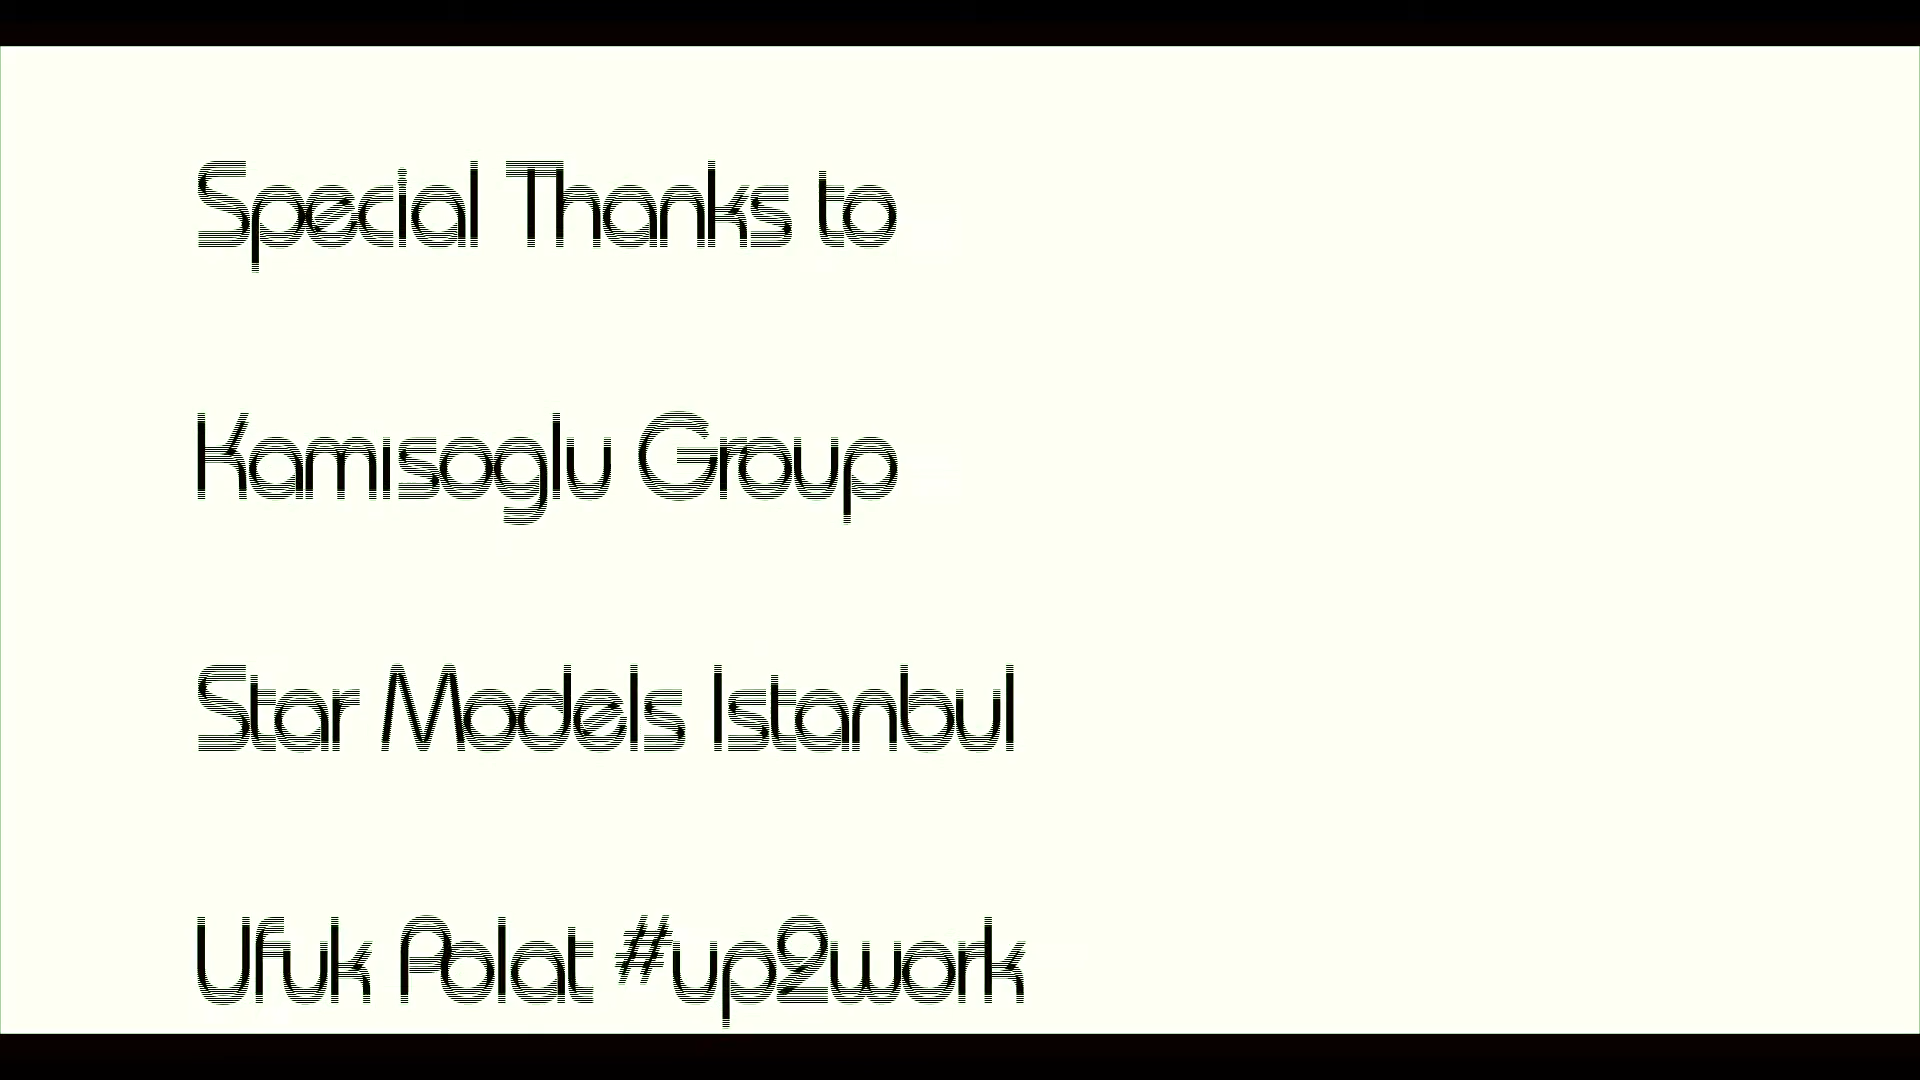 Special Thanks to
Kamısoglu Group
Star Models Istanbul
Ufuk Polat #up2work